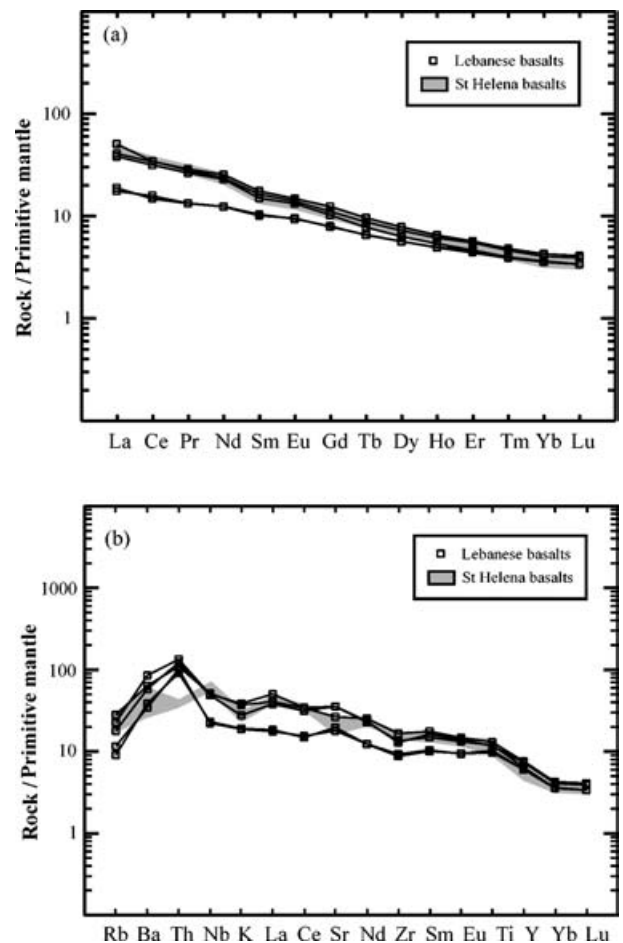 (a)
Lebanese basalts
St Helena basalts
100
10
1
Rock / Primitive mantle
La Ce Pr Nd Sm Eu Gd Tb Dy Ho Er Tm Yb Lu
(b)
Lebanese basalts
St Helena basalts
1000
100
10
1
Rock / Primitive mantle
Rb Ba Th Nb K La Ce Sr Nd Zr Sm Eu Ti Y Yb Lu